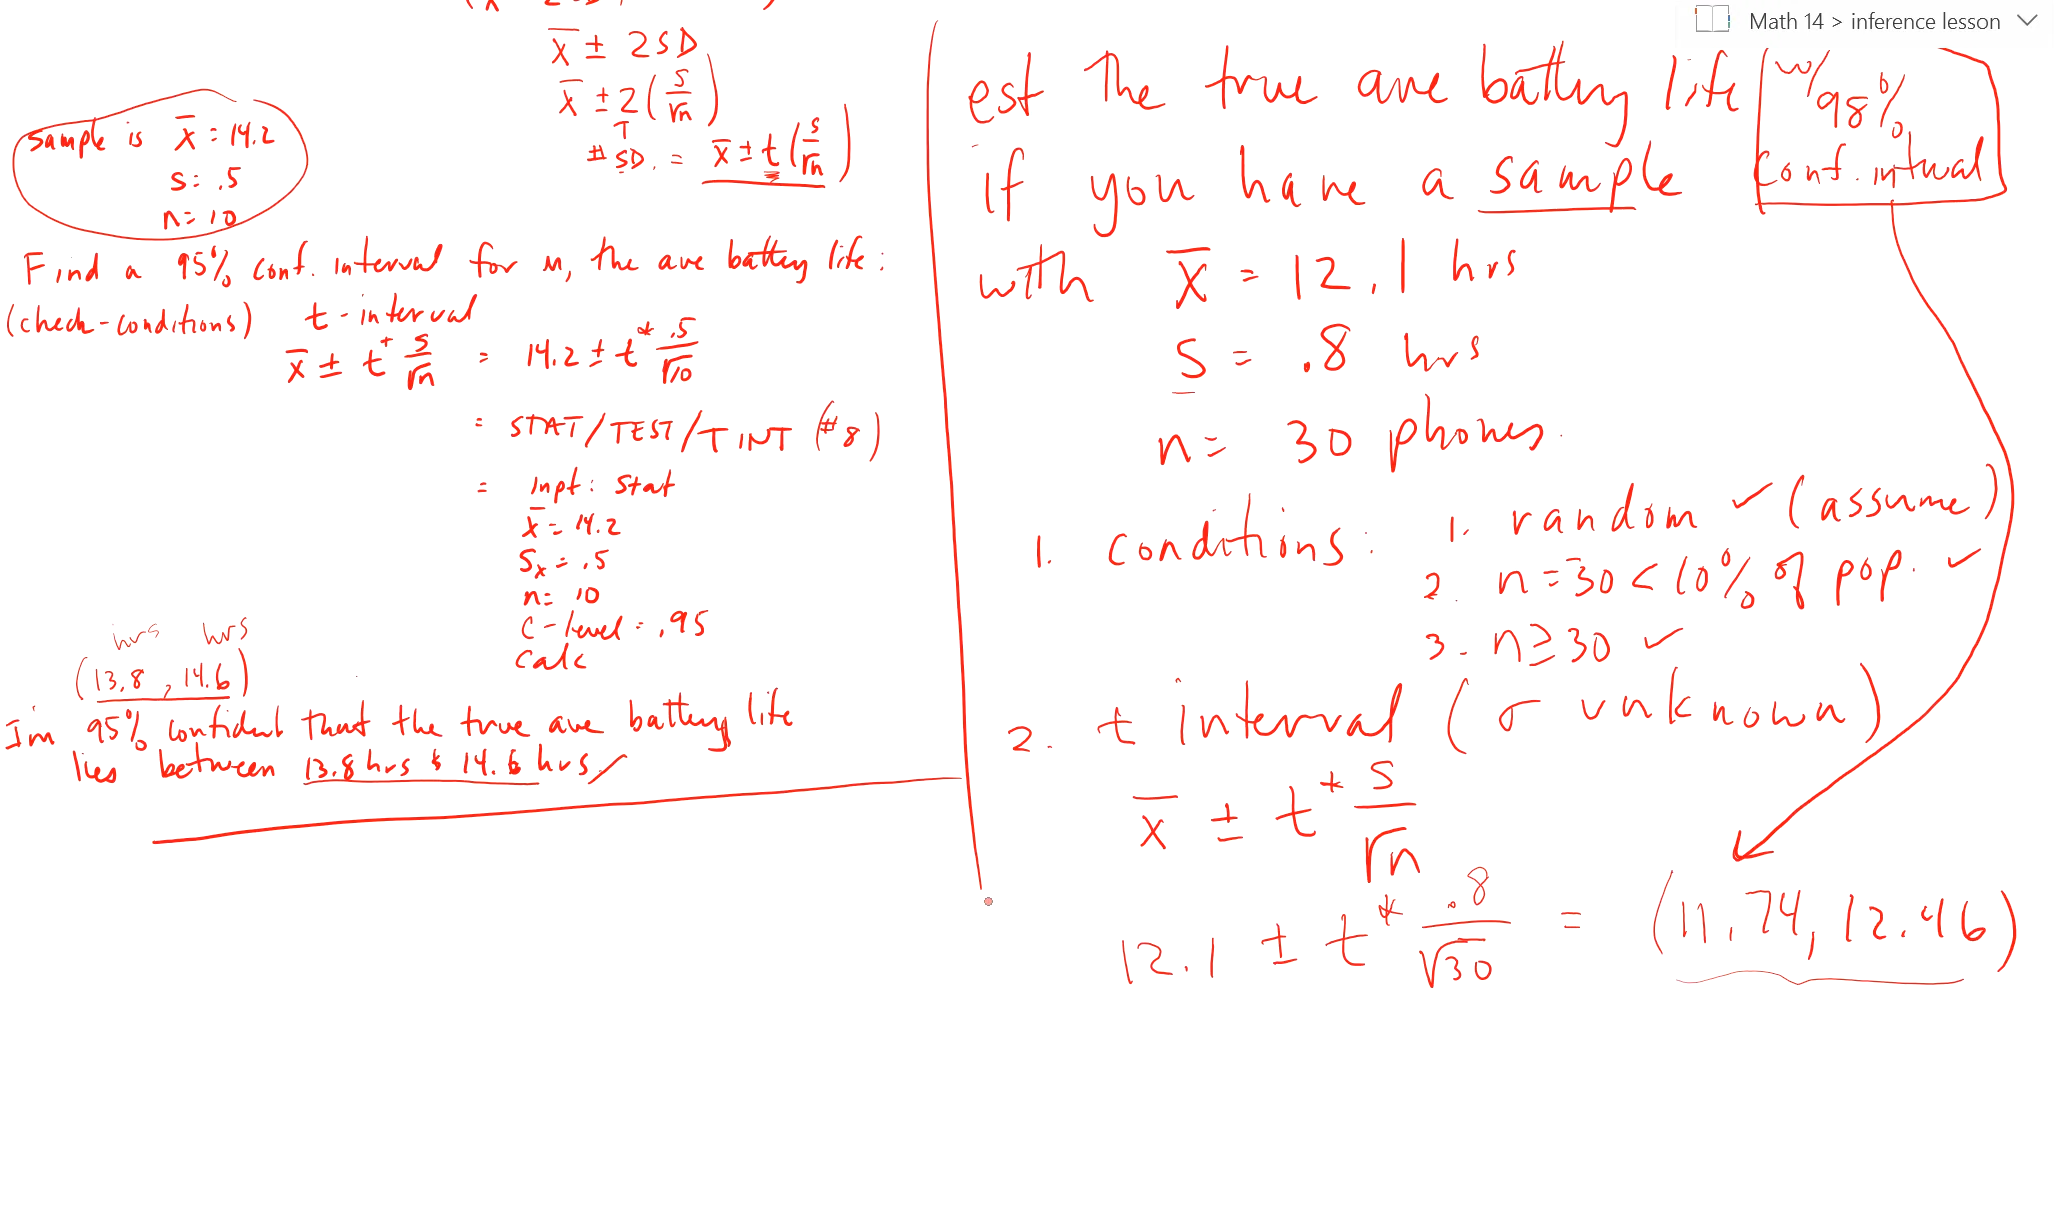 Math 14 > inference lesson
x̄ ± 2SD
x̄ ± 2(s/√n)
# SD. = x̄ ± t(s/√n)
sample is x̄ = 14.2
s = .5
n = 10
Find a 95% conf. interval for μ, the ave battery life:
(check-conditions) t-interval
x̄ ± t* s/√n = 14.2 ± t* .5/√10
= STAT/TEST/TINT (#8)
= Inpt: Stat
x̄ = 14.2
Sx = .5
n = 10
C-level = .95
Calc
hrs hrs
(13.8, 14.6)
I'm 95% confident that the true ave battery life
lies between 13.8 hrs & 14.6 hrs
est the true ave battery life w/ 98% conf. interval
if you have a sample
with x̄ = 12.1 hrs
s = .8 hrs
n = 30 phones.
1. conditions: 1. random ✓ (assume)
2. n = 30 < 10% of pop. ✓
3. n ≥ 30 ✓
2. t interval (σ unknown)
x̄ ± t* s/√n
12.1 ± t* .8/√30 = (11.74, 12.46)